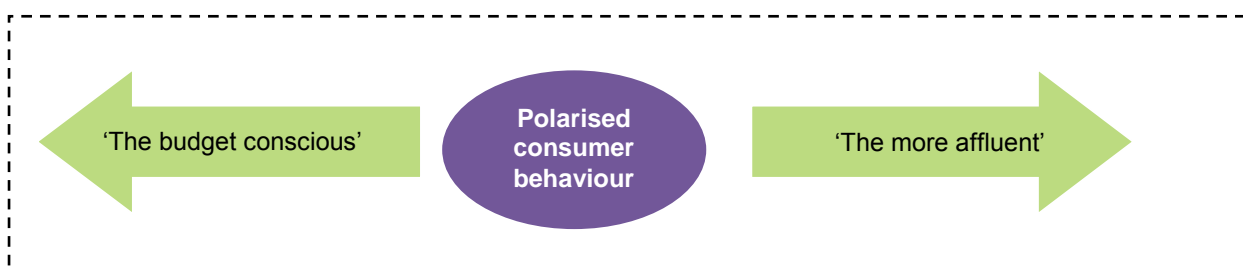 ‘The budget conscious’
Polarised
consumer
behaviour
‘The more affluent’